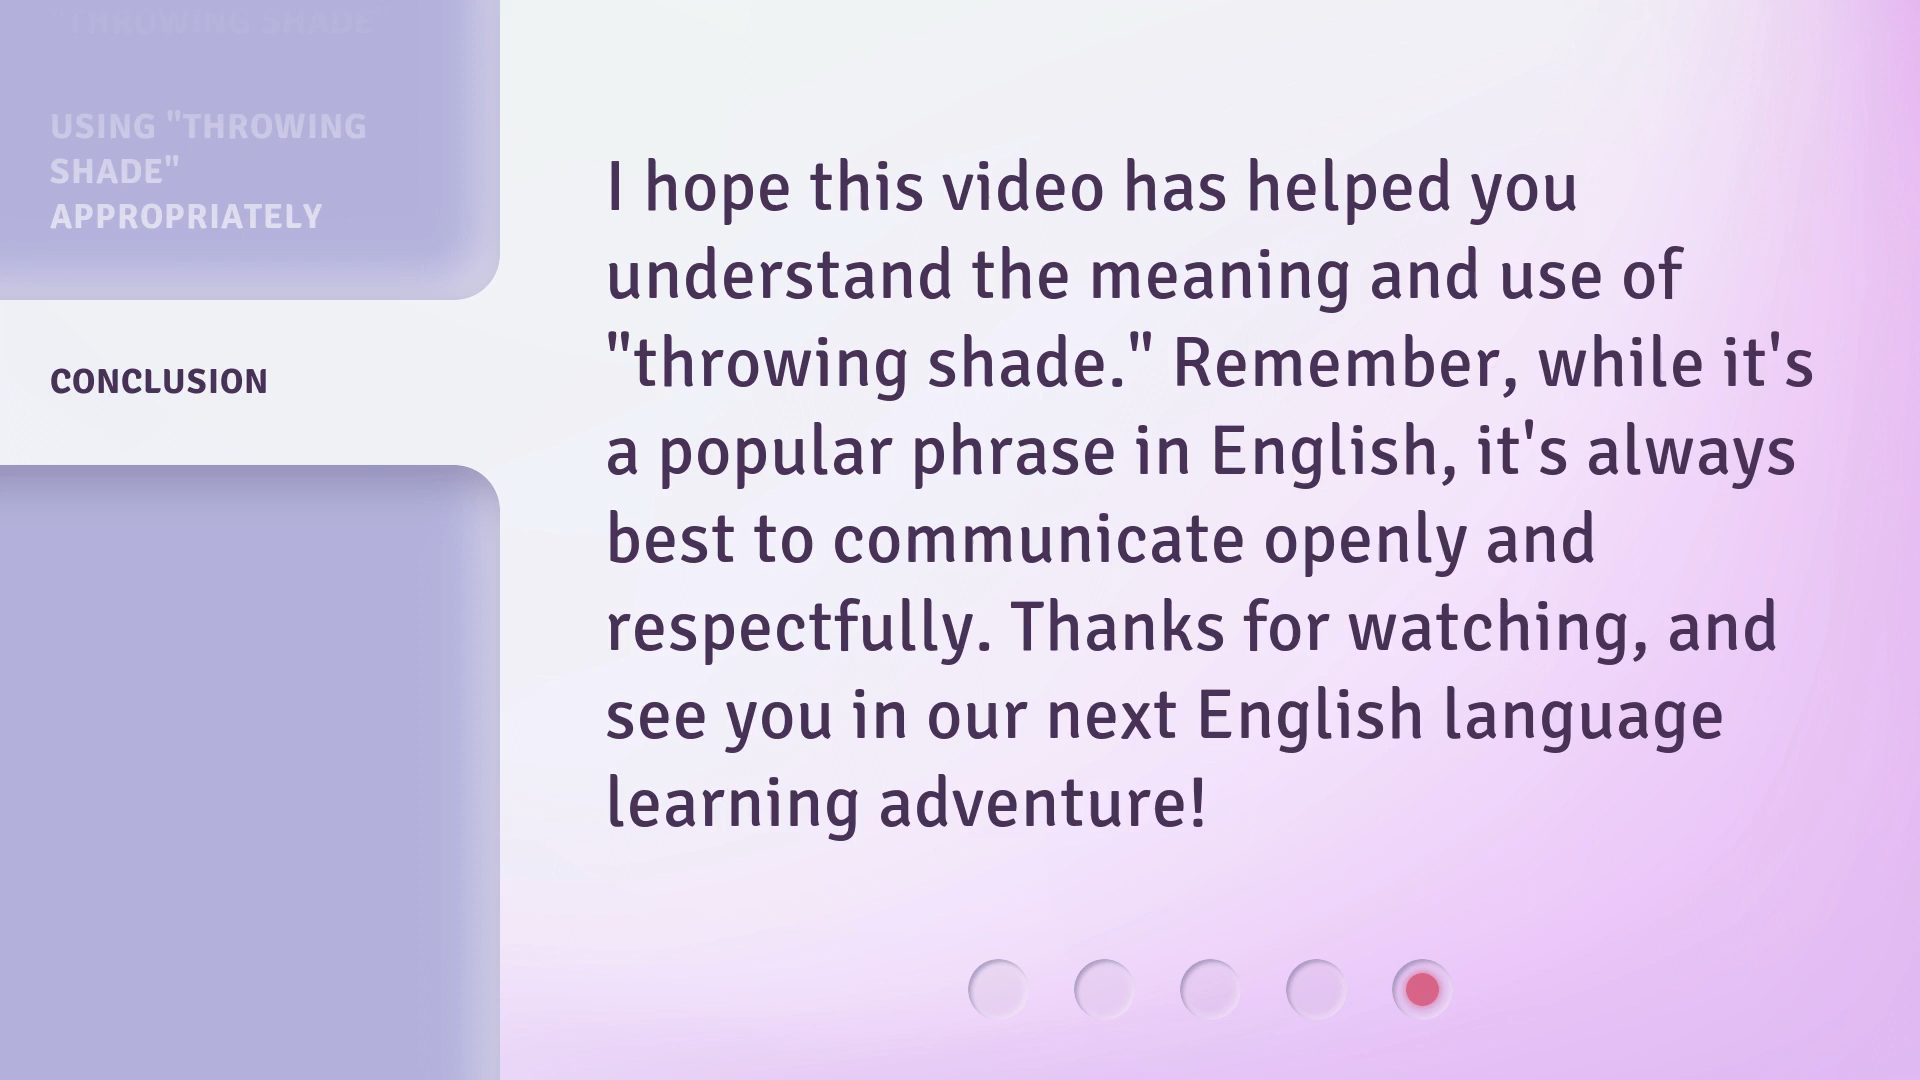 "THROWING SHADE"
USING "THROWING
SHADE"
APPROPRIATELY
CONCLUSION
I hope this video has helped you
understand the meaning and use of
"throwing shade." Remember, while it's
a popular phrase in English, it's always
best to communicate openly and
respectfully. Thanks for watching, and
see you in our next English language
learning adventure!